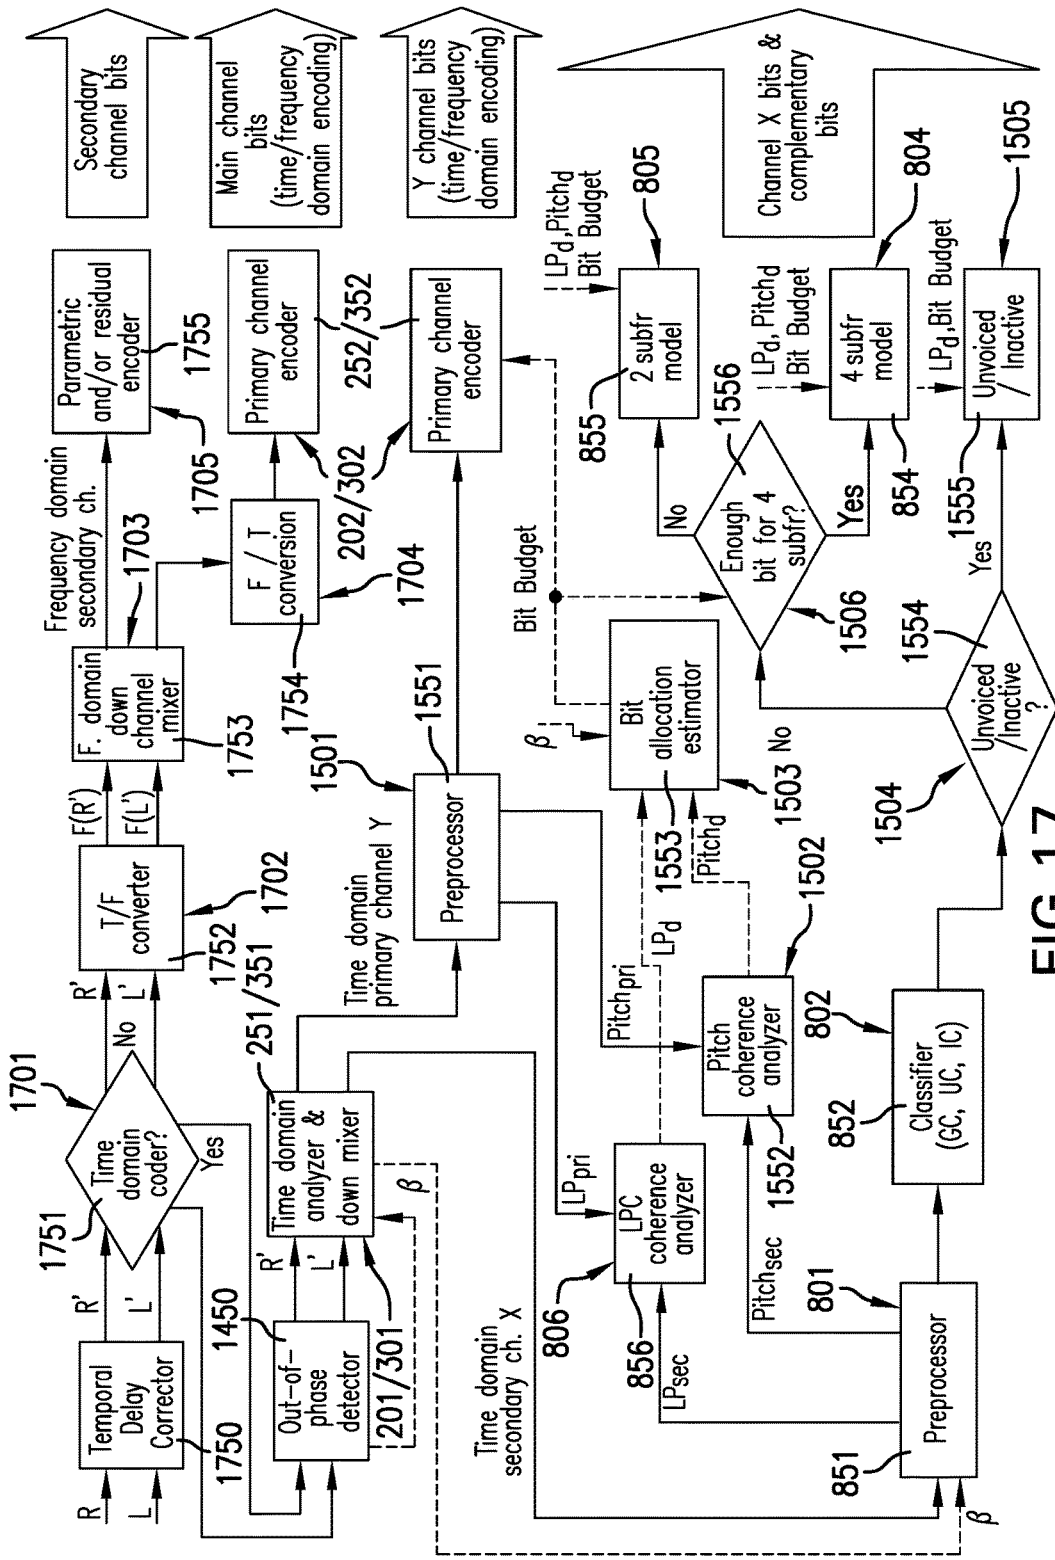 R
L
Temporal
Delay
Corrector
1750
R'
L'
1751
1701
Time
domain
coder?
No
Yes
R'
L'
T/F
converter
1752
1702
F(R')
F(L')
F. domain
down
channel
mixer
1703
1753
Frequency domain
secondary ch.
Parametric
and/or residual
encoder
1755
1705
Secondary
channel bits
F / T
conversion
1754
1704
Primary channel
encoder
252/352
202/302
Main channel
bits
(time/frequency
domain encoding)
1450
Out-of-
phase
detector
R'
L'
201/301
251/351
Time domain
analyzer &
down mixer
β
Time domain
primary channel Y
1501
1551
Preprocessor
Primary channel
encoder
Y channel bits
(time/frequency
domain encoding)
Time domain
secondary ch. X
LPpri
Pitchpri
806
LPC
coherence
analyzer
856
LPsec
LPd
Pitch
coherence
analyzer
1502
1552
Pitchsec
Pitchd
β
Bit
allocation
estimator
1553
1503
Bit Budget
Enough
bit for 4
subfr?
1556
1506
No
Yes
LPd,Pitchd
Bit Budget
2 subfr
model
805
855
LPd,Pitchd
Bit Budget
4 subfr
model
804
854
Channel X bits &
complementary
bits
β
Preprocessor
801
851
Classifier
(GC, UC, IC)
802
852
Unvoiced
/Inactive
?
1504
1554
No
Yes
LPd,Bit Budget
Unvoiced
/ Inactive
1505
1555
FIG.17